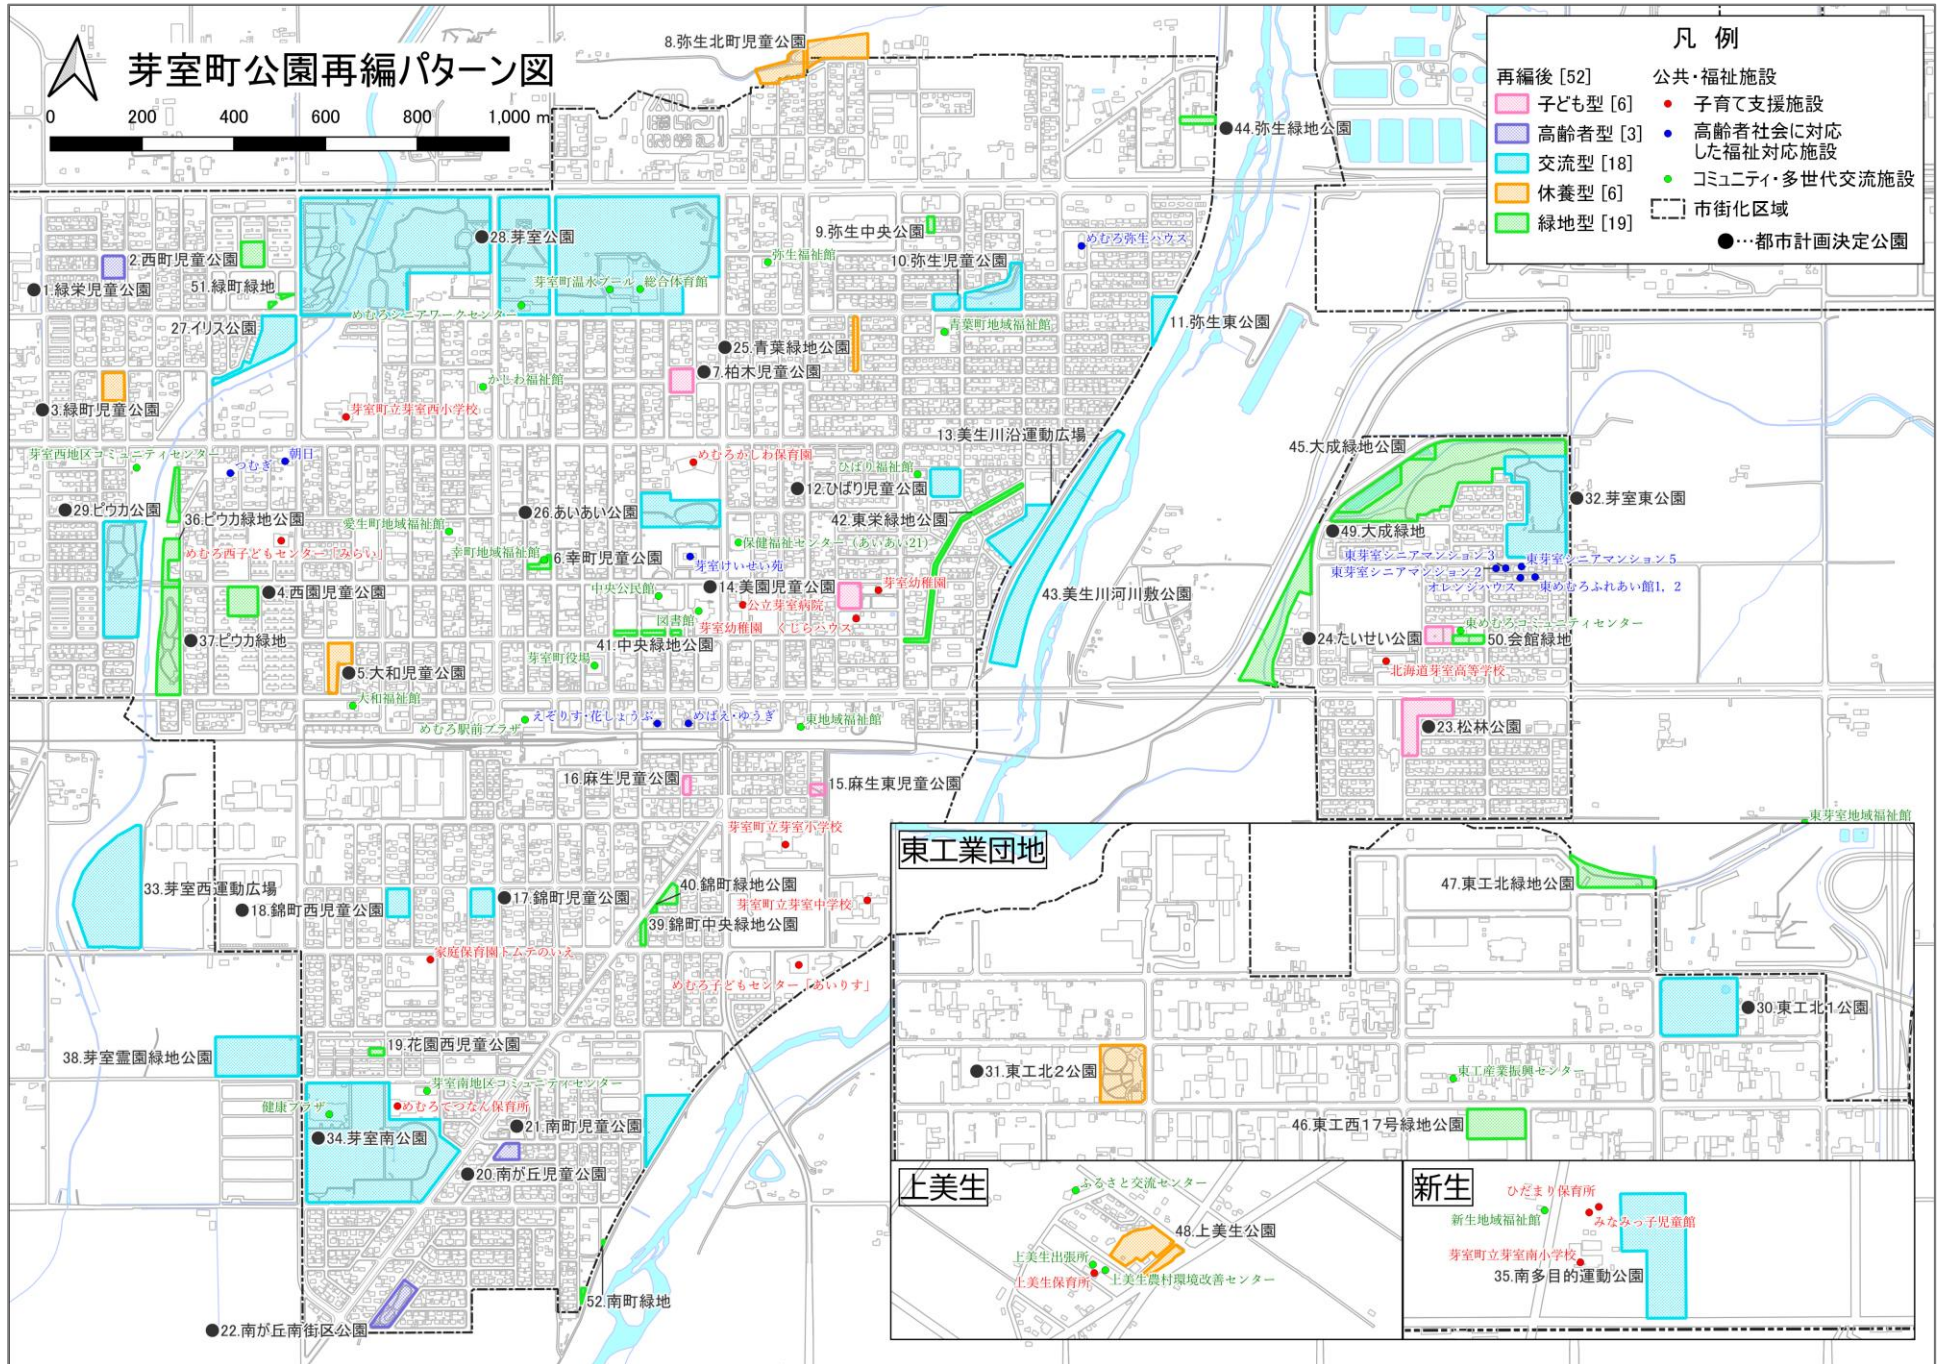 芽室町公園再編パターン図
0 200 400 600 800 1,000 m
凡 例
再編後 [52]
子ども型 [6]
高齢者型 [3]
交流型 [18]
休養型 [6]
緑地型 [19]
公共・福祉施設
子育て支援施設
高齢者社会に対応
した福祉対応施設
コミュニティ・多世代交流施設
市街化区域
●…都市計画決定公園
8.弥生北町児童公園
●44.弥生緑地公園
●28.芽室公園
2.西町児童公園
●1.緑栄児童公園
51.緑町緑地
27.イリス公園
9.弥生中央公園
10.弥生児童公園
めむろ弥生ハウス
弥生福祉館
芽室町温水プール
総合体育館
めむろシニアワークセンター
11.弥生東公園
青葉町地域福祉館
●25.青葉緑地公園
●7.柏木児童公園
かしわ福祉館
●3.緑町児童公園
芽室町立芽室西小学校
13.美生川沿運動広場
45.大成緑地公園
芽室西地区コミュニティセンター
つむぎ
朝日
めむろかしわ保育園
ひばり福祉館
●12.ひばり児童公園
●32.芽室東公園
●29.ピウカ公園
36.ピウカ緑地公園
●26.あいあい公園
42.東栄緑地公園
●49.大成緑地
愛生町地域福祉館
めむろ西子どもセンター「みらい」
幸町地域福祉館
6.幸町児童公園
保健福祉センター（あいあい21）
芽室けいせい苑
東芽室シニアマンション3
東芽室シニアマンション5
東芽室シニアマンション2
オレンジハウス
東めむろふれあい館1, 2
●4.西園児童公園
中央公民館
●14.美園児童公園
芽室幼稚園
公立芽室病院
図書館
芽室幼稚園 くじらハウス
43.美生川河川敷公園
●37.ピウカ緑地
41.中央緑地公園
芽室町役場
東めむろコミュニティセンター
●24.たいせい公園
50.会館緑地
北海道芽室高等学校
●5.大和児童公園
大和福祉館
めむろ駅前プラザ
えぞりす・花しょうぶ
めばえ・ゆうぎ
東地域福祉館
●23.松林公園
16.麻生児童公園
15.麻生東児童公園
芽室町立芽室小学校
東芽室地域福祉館
33.芽室西運動広場
●18.錦町西児童公園
●17.錦町児童公園
40.錦町緑地公園
芽室町立芽室中学校
39.錦町中央緑地公園
家庭保育園トムテのいえ
めむろ子どもセンター「あいりす」
38.芽室霊園緑地公園
19.花園西児童公園
芽室南地区コミュニティセンター
健康プラザ
めむろてつなん保育所
●34.芽室南公園
●21.南町児童公園
●20.南が丘児童公園
52.南町緑地
●22.南が丘南街区公園
東工業団地
47.東工北緑地公園
●30.東工北1公園
●31.東工北2公園
東工産業振興センター
46.東工西17号緑地公園
上美生
ふるさと交流センター
48.上美生公園
上美生出張所
上美生保育所
上美生農村環境改善センター
新生
ひだまり保育所
新生地域福祉館
みなみっ子児童館
芽室町立芽室南小学校
35.南多目的運動公園